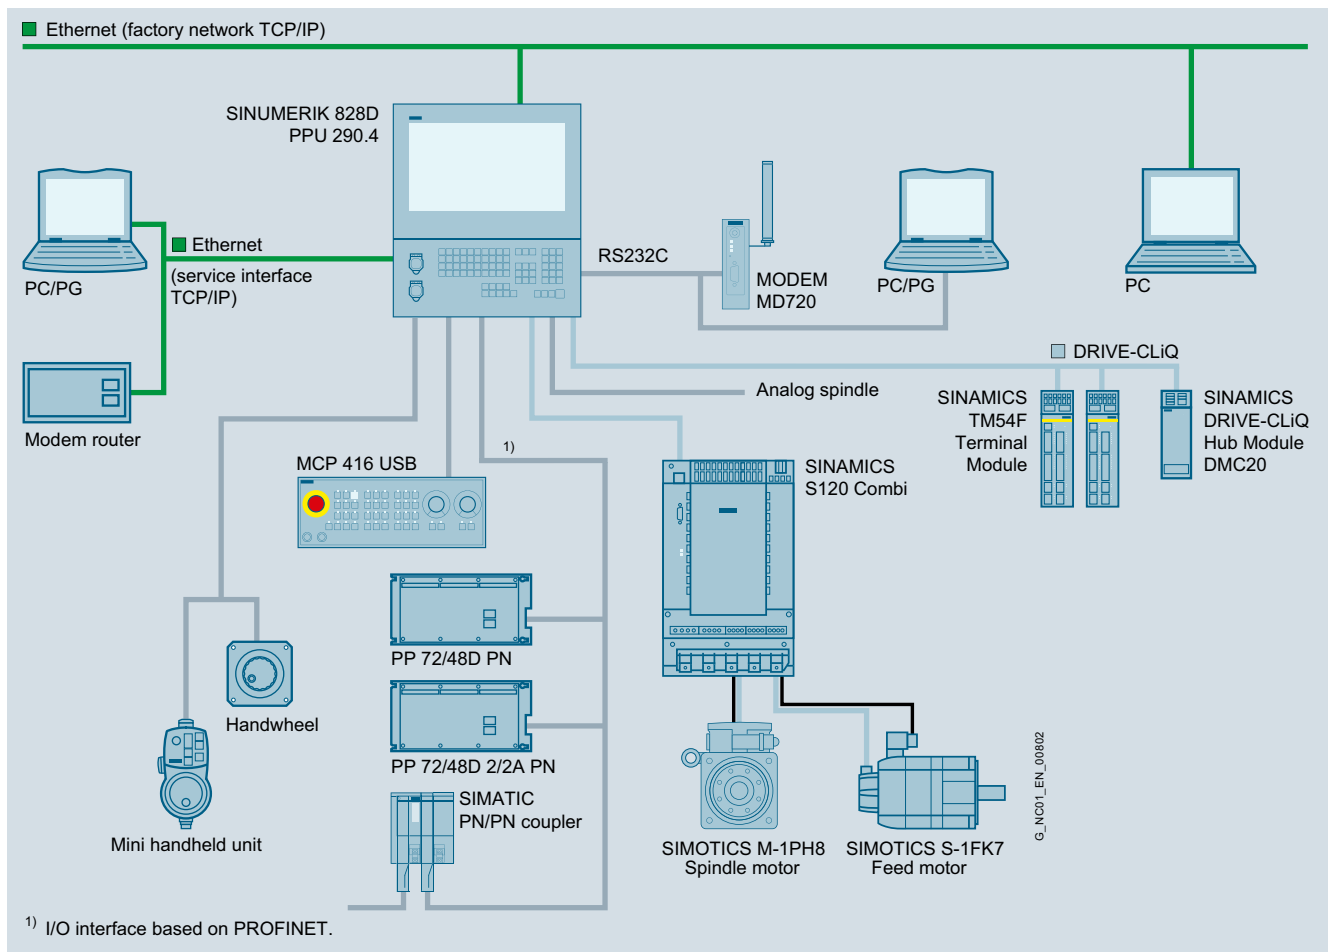 Ethernet (factory network TCP/IP)
SINUMERIK 828D
PPU 290.4
Ethernet
(service interface
TCP/IP)
PC/PG
Modem router
RS232C
MODEM
MD720
PC/PG
PC
DRIVE-CLiQ
Analog spindle
SINAMICS
TM54F
Terminal
Module
SINAMICS
DRIVE-CLiQ
Hub Module
DMC20
1)
MCP 416 USB
SINAMICS
S120 Combi
PP 72/48D PN
Handwheel
PP 72/48D 2/2A PN
SIMATIC
PN/PN coupler
Mini handheld unit
SIMOTICS M-1PH8
Spindle motor
SIMOTICS S-1FK7
Feed motor
G_NC01_EN_00802
1) I/O interface based on PROFINET.